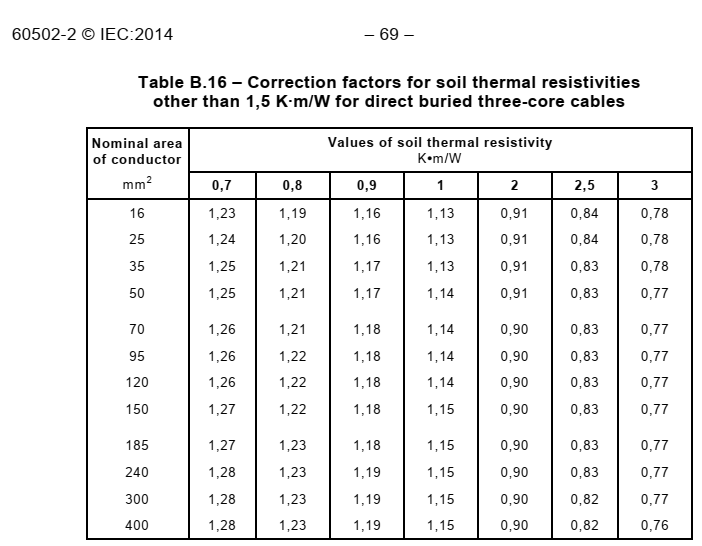 60502-2 © IEC:2014 – 69 –
Table B.16 – Correction factors for soil thermal resistivities
other than 1,5 K·m/W for direct buried three-core cables
Nominal area of conductor mm² Values of soil thermal resistivity K•m/W
0,7 0,8 0,9 1 2 2,5 3
16 1,23 1,19 1,16 1,13 0,91 0,84 0,78
25 1,24 1,20 1,16 1,13 0,91 0,84 0,78
35 1,25 1,21 1,17 1,13 0,91 0,83 0,78
50 1,25 1,21 1,17 1,14 0,91 0,83 0,77
70 1,26 1,21 1,18 1,14 0,90 0,83 0,77
95 1,26 1,22 1,18 1,14 0,90 0,83 0,77
120 1,26 1,22 1,18 1,14 0,90 0,83 0,77
150 1,27 1,22 1,18 1,15 0,90 0,83 0,77
185 1,27 1,23 1,18 1,15 0,90 0,83 0,77
240 1,28 1,23 1,19 1,15 0,90 0,83 0,77
300 1,28 1,23 1,19 1,15 0,90 0,82 0,77
400 1,28 1,23 1,19 1,15 0,90 0,82 0,76